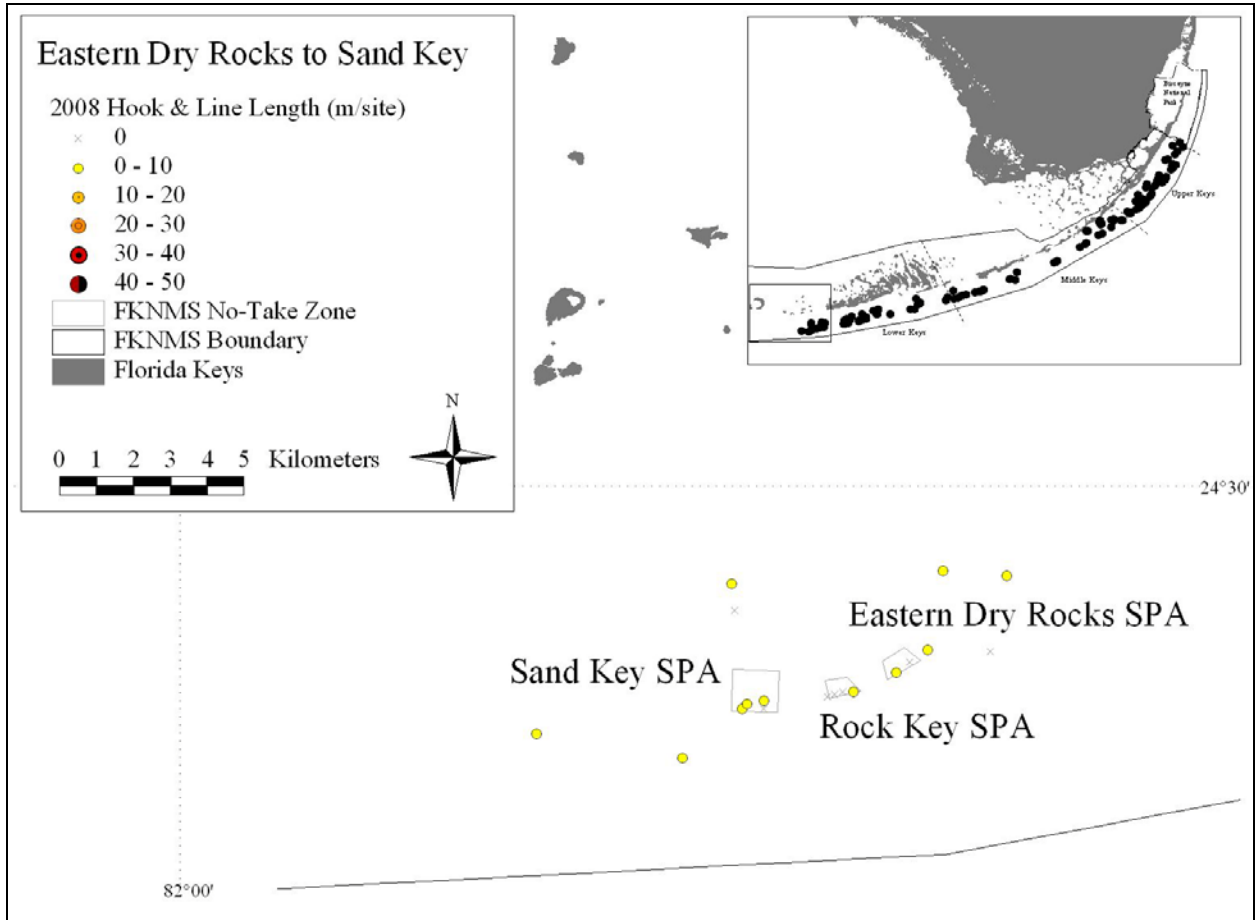 Eastern Dry Rocks to Sand Key
2008 Hook & Line Length (m/site)
0
0 - 10
10 - 20
20 - 30
30 - 40
40 - 50
FKNMS No-Take Zone
FKNMS Boundary
Florida Keys
N
0 1 2 3 4 5 Kilometers
Biscayne
National
Park
Upper Keys
Middle Keys
Lower Keys
24°30'
Eastern Dry Rocks SPA
Sand Key SPA
Rock Key SPA
82°00'